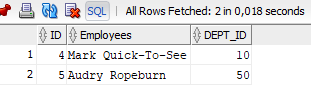 SQL | All Rows Fetched: 2 in 0,018 seconds
ID Employees DEPT_ID
1 4 Mark Quick-To-See 10
2 5 Audry Ropeburn 50